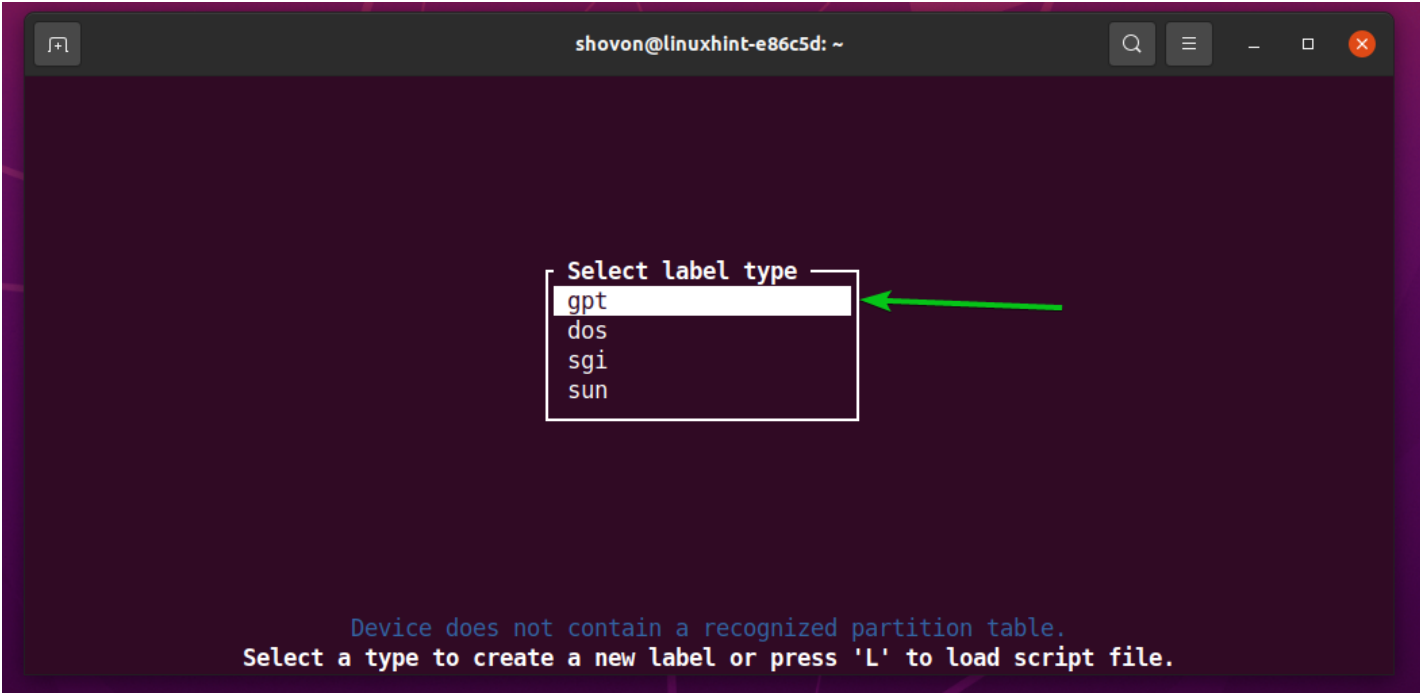 shovon@linuxhint-e86c5d: ~
Select label type
gpt
dos
sgi
sun
Device does not contain a recognized partition table.
Select a type to create a new label or press 'L' to load script file.